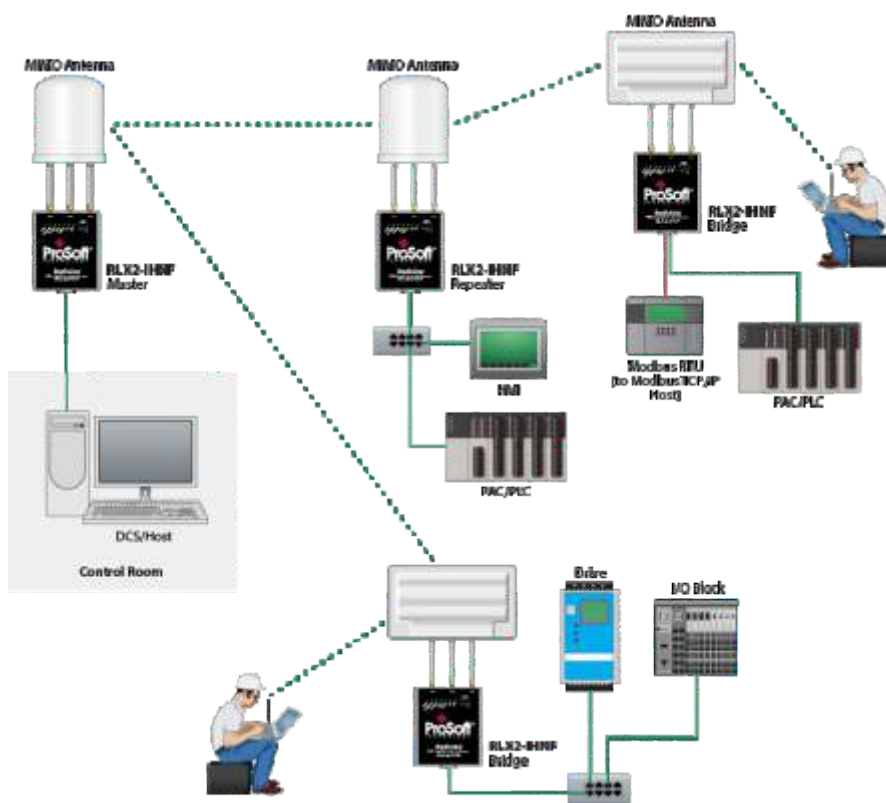 MIMO Antenna
MIMO Antenna
MIMO Antenna
ProSoft
RLX2-IHNF
Master
ProSoft
RLX2-IHNF
Repeater
ProSoft
RLX2-IHNF
Bridge
HMI
PAC/PLC
Modbus RTU
(to Modbus TCP/IP
Host)
PAC/PLC
DCS/Host
Control Room
Drive
I/O Block
ProSoft
RLX2-IHNF
Bridge